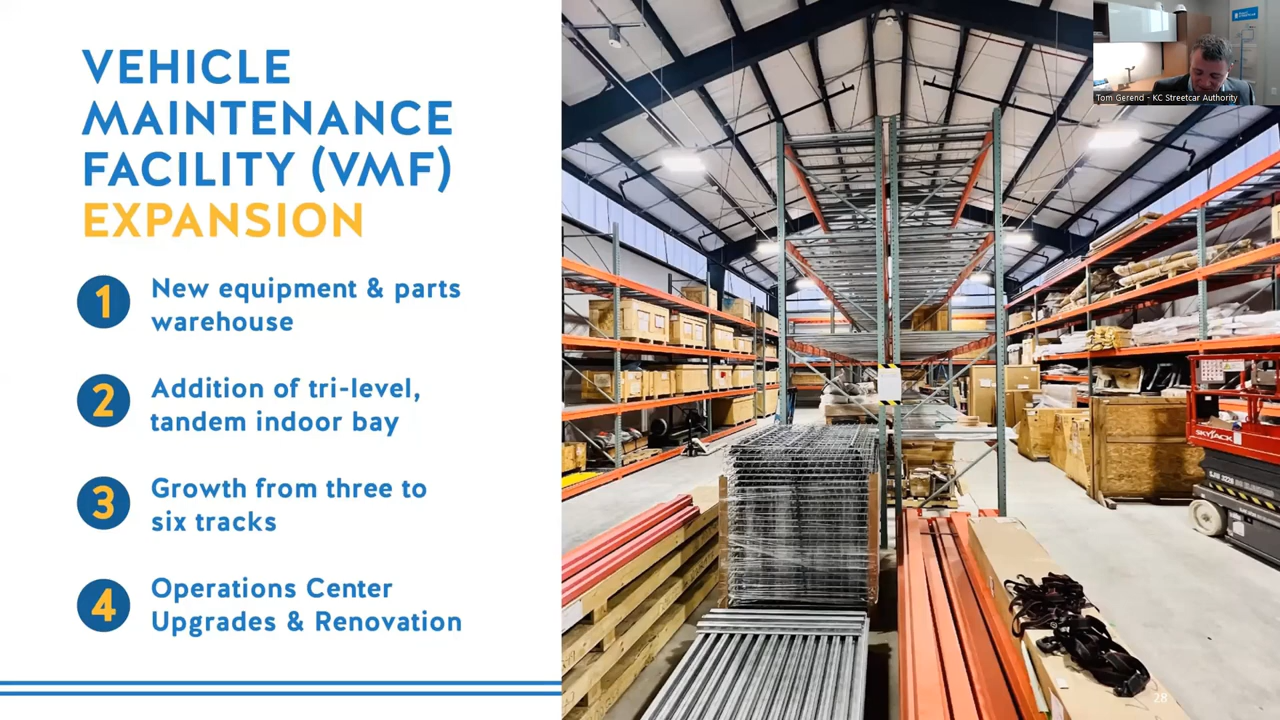 VEHICLE
MAINTENANCE
FACILITY (VMF)
EXPANSION
1
New equipment & parts
warehouse
2
Addition of tri-level,
tandem indoor bay
3
Growth from three to
six tracks
4
Operations Center
Upgrades & Renovation
Tom Gerend - KC Streetcar Authority
SKYJACK
28